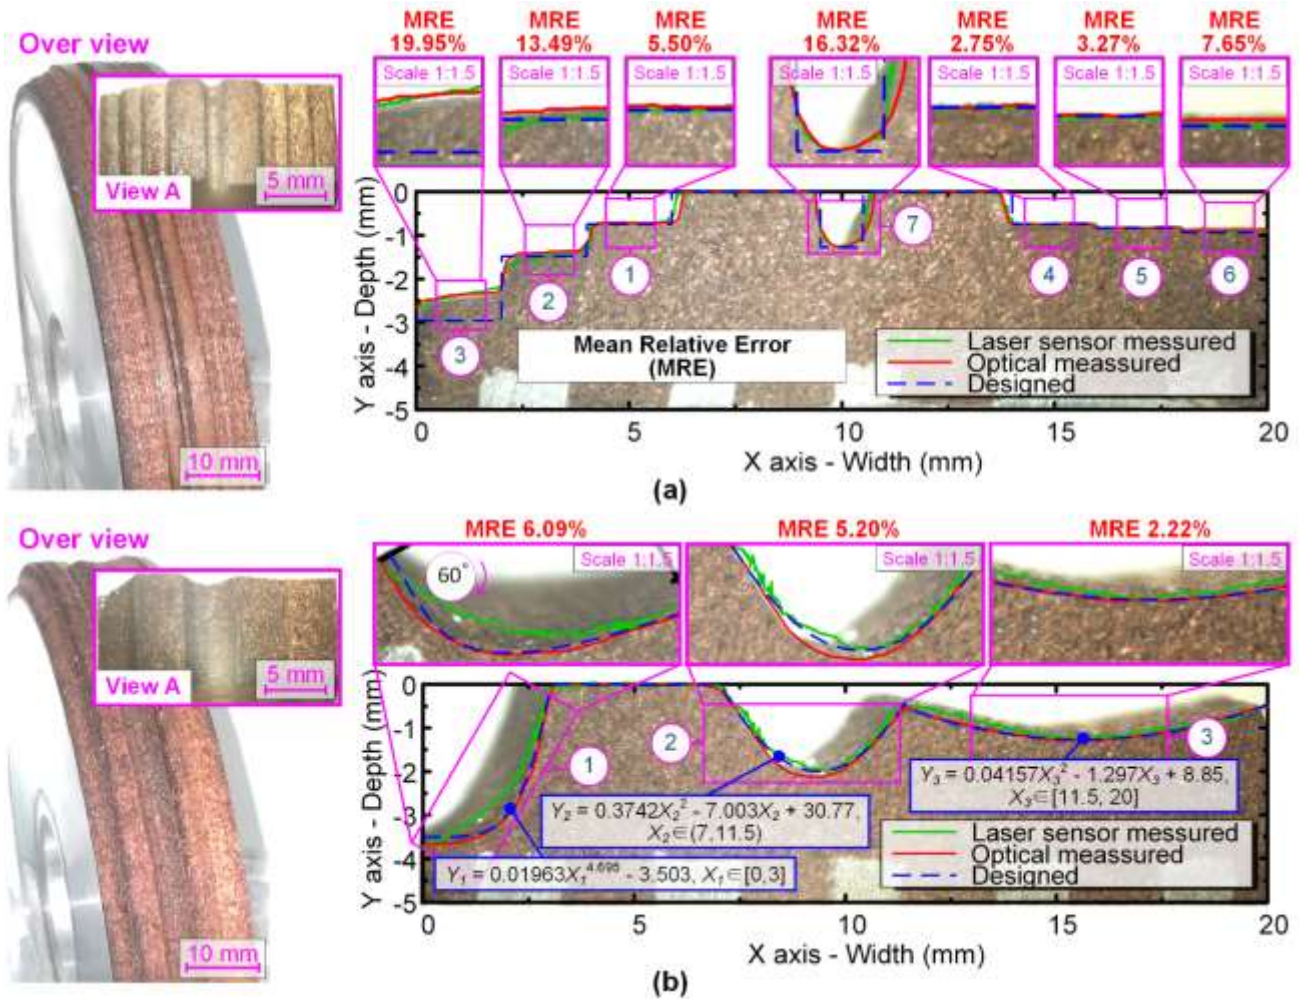 Over view
View A
5 mm
10 mm
MRE
19.95%
MRE
13.49%
MRE
5.50%
MRE
16.32%
MRE
2.75%
MRE
3.27%
MRE
7.65%
Scale 1:1.5
Scale 1:1.5
Scale 1:1.5
Scale 1:1.5
Scale 1:1.5
Scale 1:1.5
Scale 1:1.5
Y axis - Depth (mm)
0
-1
-2
-3
-4
-5
3
2
1
7
4
5
6
Mean Relative Error
(MRE)
Laser sensor messured
Optical meassured
Designed
0 5 10 15 20
X axis - Width (mm)
(a)
Over view
View A
5 mm
10 mm
MRE 6.09%
MRE 5.20%
MRE 2.22%
Scale 1:1.5
Scale 1:1.5
Scale 1:1.5
60°
Y axis - Depth (mm)
0
-1
-2
-3
-4
-5
1
2
3
Y₃ = 0.04157X₃² - 1.297X₃ + 8.85,
X₃∈[11.5, 20]
Y₂ = 0.3742X₂² - 7.003X₂ + 30.77,
X₂∈(7,11.5)
Y₁ = 0.01963X₁⁴·⁶⁹⁵ - 3.503, X₁∈[0,3]
Laser sensor messured
Optical meassured
Designed
0 5 10 15 20
X axis - Width (mm)
(b)